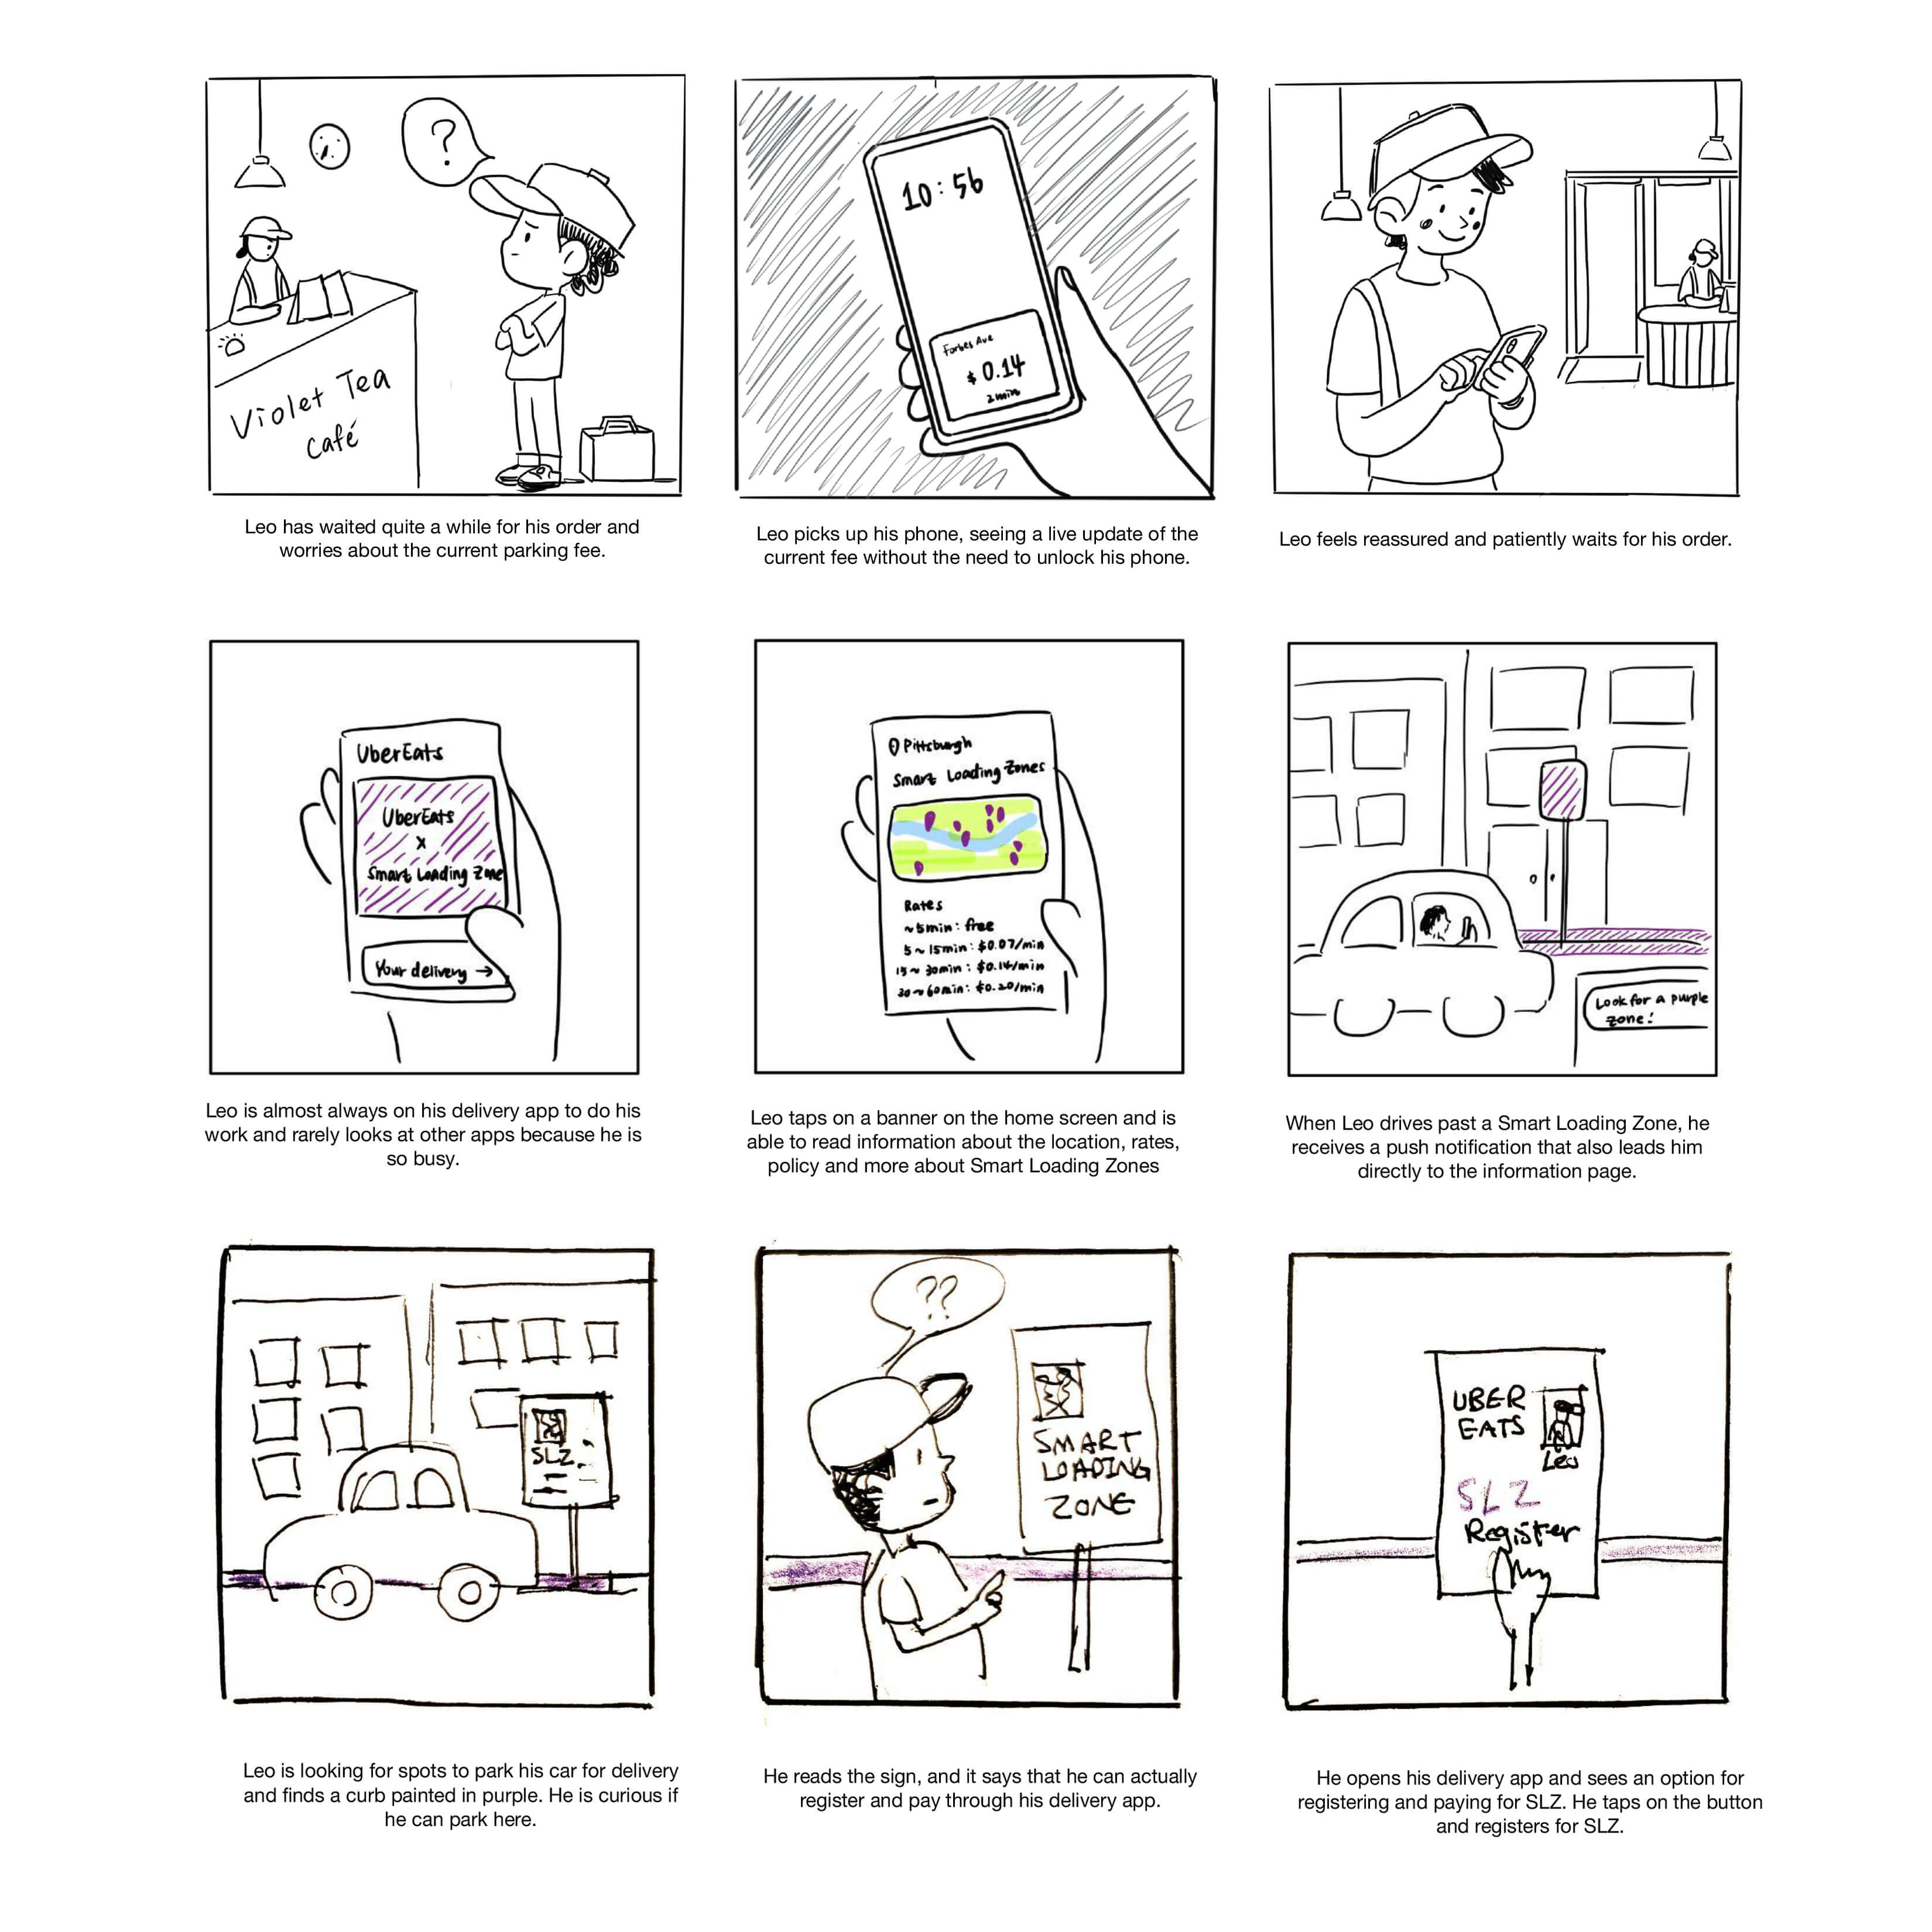 ?
Violet Tea
Café
10:56
Forbes Ave
$0.14
2min
Leo has waited quite a while for his order and
worries about the current parking fee.
Leo picks up his phone, seeing a live update of the
current fee without the need to unlock his phone.
Leo feels reassured and patiently waits for his order.
UberEats
UberEats
x
Smart Loading Zone
Your delivery →
Pittsburgh
Smart Loading Zones
Rates
~5min: free
5~15min: $0.07/min
15~30min: $0.14/min
30~60min: $0.20/min
Look for a purple
zone!
Leo is almost always on his delivery app to do his
work and rarely looks at other apps because he is
so busy.
Leo taps on a banner on the home screen and is
able to read information about the location, rates,
policy and more about Smart Loading Zones
When Leo drives past a Smart Loading Zone, he
receives a push notification that also leads him
directly to the information page.
SLZ
??
SMART
LOADING
ZONE
UBER
EATS
Leo
SLZ
Register
Leo is looking for spots to park his car for delivery
and finds a curb painted in purple. He is curious if
he can park here.
He reads the sign, and it says that he can actually
register and pay through his delivery app.
He opens his delivery app and sees an option for
registering and paying for SLZ. He taps on the button
and registers for SLZ.